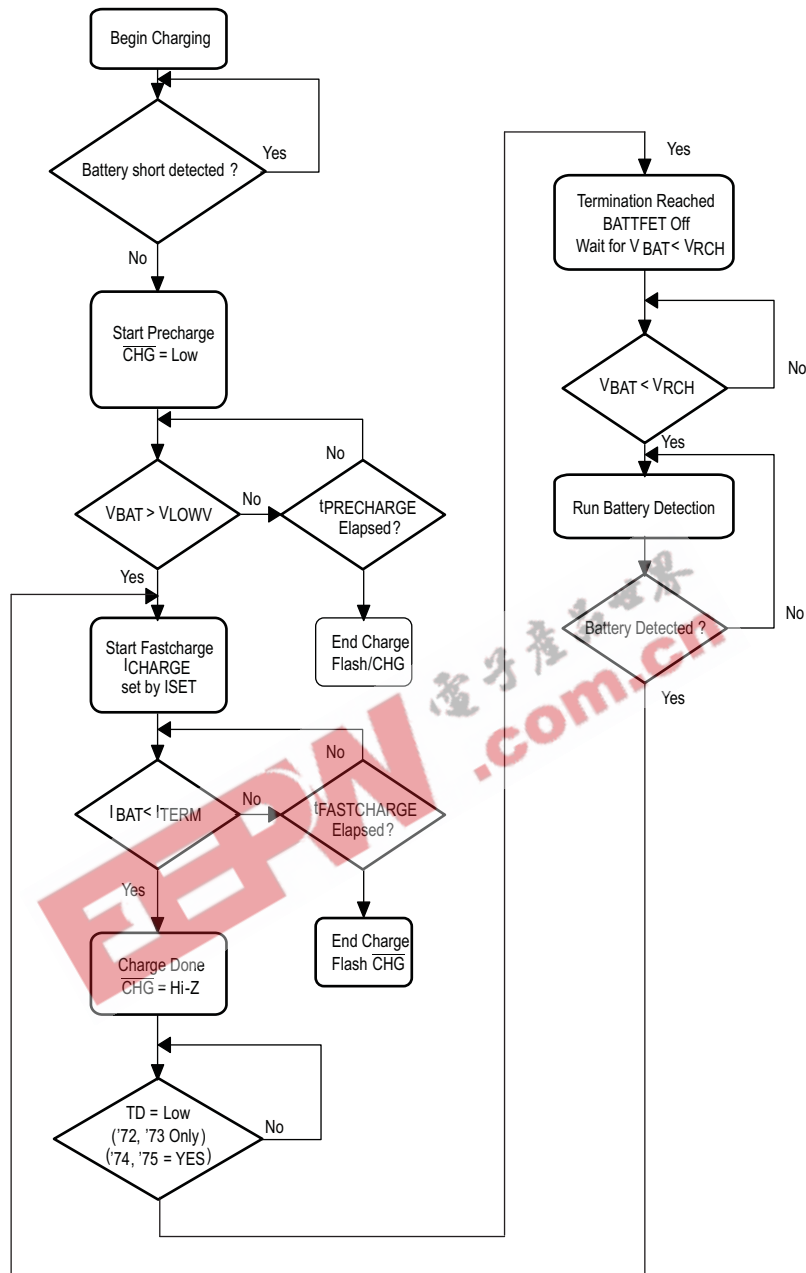 Begin Charging
Battery short detected ?
Yes
No
Start Precharge
CHG = Low
No
VBAT > VLOWV
No
tPRECHARGE
Elapsed?
Yes
Start Fastcharge
ICHARGE
set by ISET
End Charge
Flash/CHG
No
IBAT< ITERM
No
tFASTCHARGE
Elapsed?
Yes
Charge Done
CHG = Hi-Z
End Charge
Flash CHG
TD = Low
('72, '73 Only)
('74, '75 = YES)
No
Yes
Termination Reached
BATTFET Off
Wait for VBAT< VRCH
VBAT < VRCH
No
Yes
Run Battery Detection
Battery Detected ?
No
Yes
EEPW
電子產品世界
.com.cn